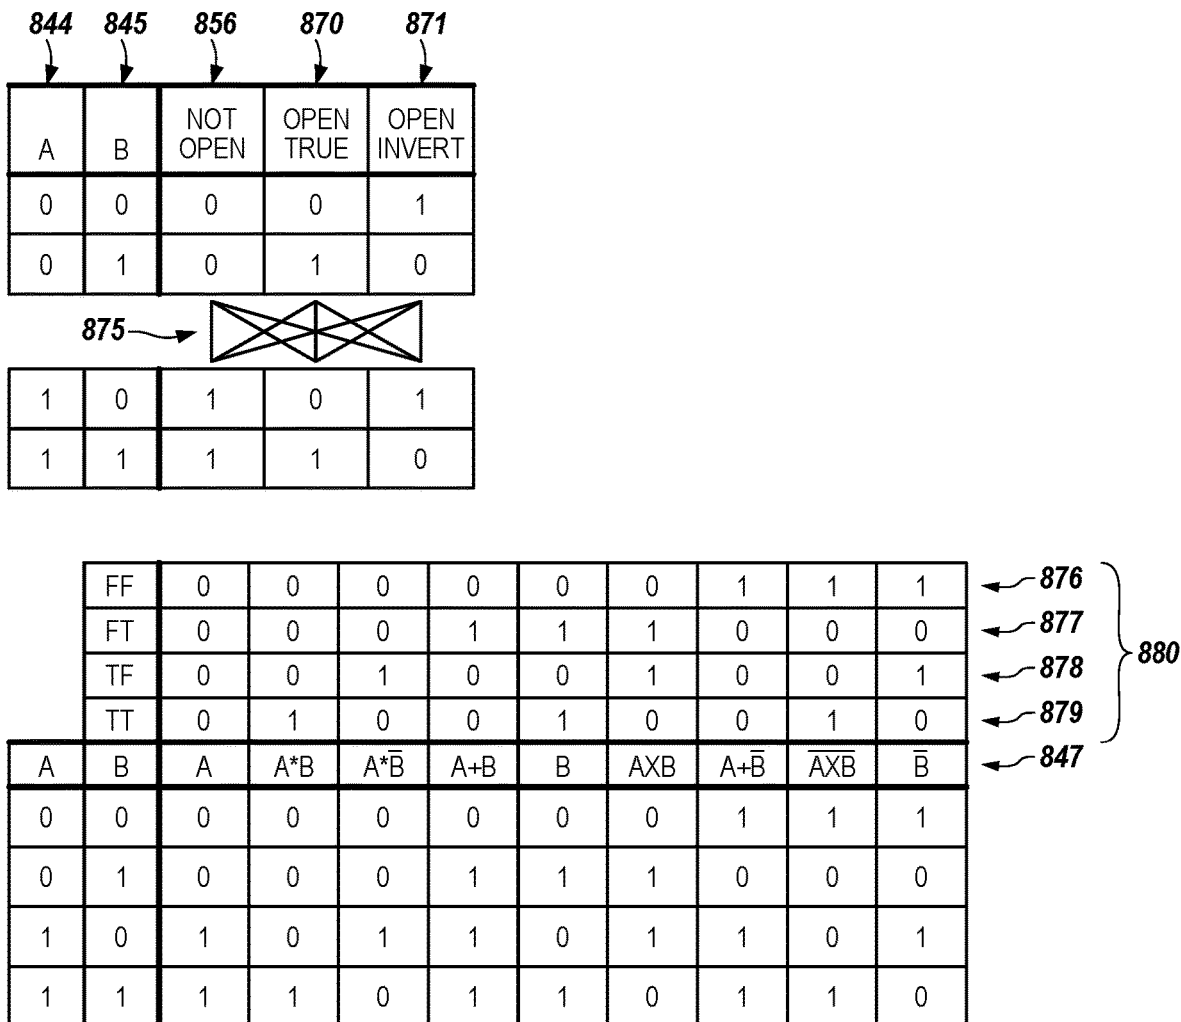 844 845 856 870 871
A B NOT OPEN OPEN TRUE OPEN INVERT
0 0 0 0 1
0 1 0 1 0
875
1 0 1 0 1
1 1 1 1 0
FF 0 0 0 0 0 0 1 1 1 876
FT 0 0 0 1 1 1 0 0 0 877
TF 0 0 1 0 0 1 0 0 1 878
880
TT 0 1 0 0 1 0 0 1 0 879
A B A A*B A*B̅ A+B B AXB A+B̅ A̅X̅B̅ B̅ 847
0 0 0 0 0 0 0 0 1 1 1
0 1 0 0 0 1 1 1 0 0 0
1 0 1 0 1 1 0 1 1 0 1
1 1 1 1 0 1 1 0 1 1 0